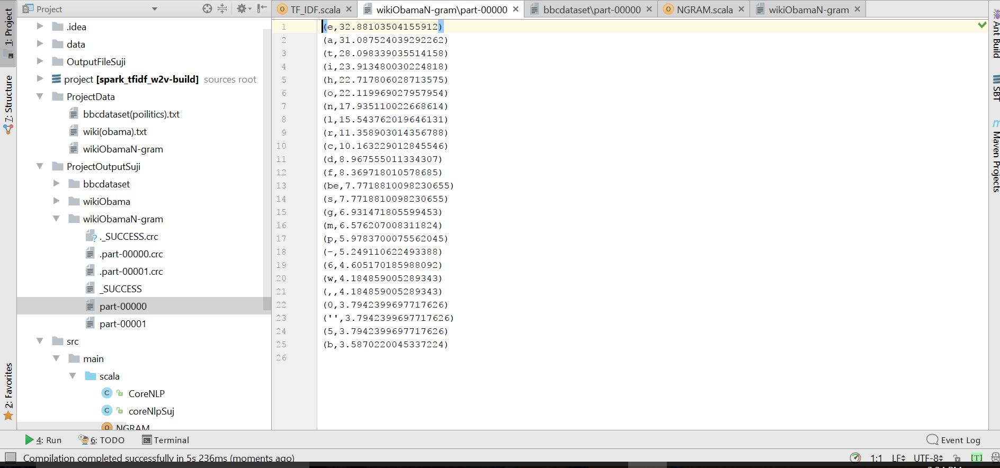 Project
TF_IDF.scala
wikiObamaN-gram\part-00000
bbcdataset\part-00000
NGRAM.scala
wikiObamaN-gram
1: Project
7: Structure
2: Favorites
.idea
data
OutputFileSuji
project [spark_tfidf_w2v-build] sources root
ProjectData
bbcdataset(poilitics).txt
wiki(obama).txt
wikiObamaN-gram
ProjectOutputSuji
bbcdataset
wikiObama
wikiObamaN-gram
._SUCCESS.crc
.part-00000.crc
.part-00001.crc
_SUCCESS
part-00000
part-00001
src
main
scala
CoreNLP
coreNlpSuj
NGRAM
1 (e,32.88103504155912)
2 (a,31.087524039292262)
3 (t,28.098339035514158)
4 (i,23.913480030224818)
5 (h,22.717806028713575)
6 (o,22.119969027957954)
7 (n,17.935110022668614)
8 (l,15.543762019646131)
9 (r,11.358903014356788)
10 (c,10.163229012845546)
11 (d,8.967555011334307)
12 (f,8.369718010578685)
13 (be,7.7718810098230655)
14 (s,7.7718810098230655)
15 (g,6.931471805599453)
16 (m,6.576207008311824)
17 (p,5.9783700075562045)
18 (-,5.249110622493388)
19 (6,4.605170185988092)
20 (w,4.184859005289343)
21 (,,4.184859005289343)
22 (0,3.7942399697717626)
23 ('',3.7942399697717626)
24 (5,3.7942399697717626)
25 (b,3.5870220045337224)
26
Ant Build
SBT
Maven Projects
4: Run
6: TODO
Terminal
Event Log
Compilation completed successfully in 5s 236ms (moments ago)
1:1
LF
UTF-8
[T]